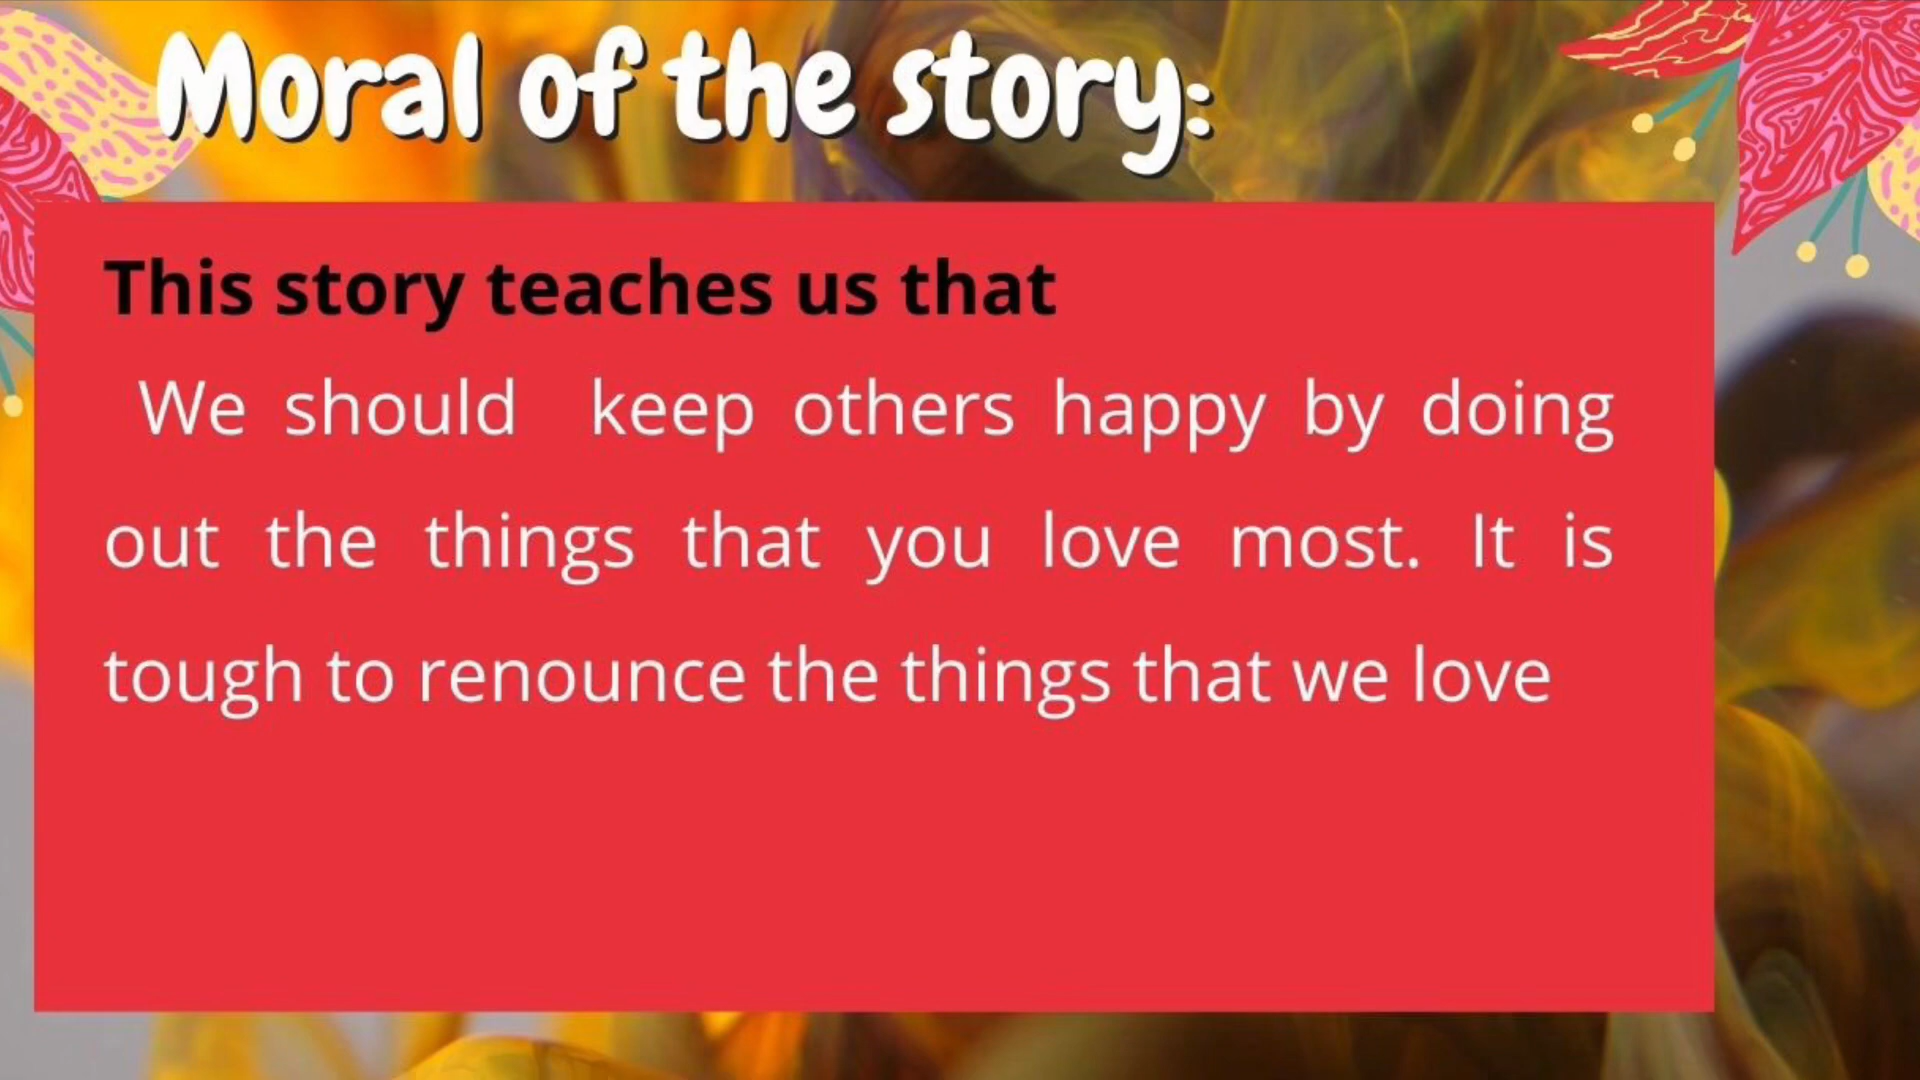 Moral of the story:
This story teaches us that
We should keep others happy by doing
out the things that you love most. It is
tough to renounce the things that we love